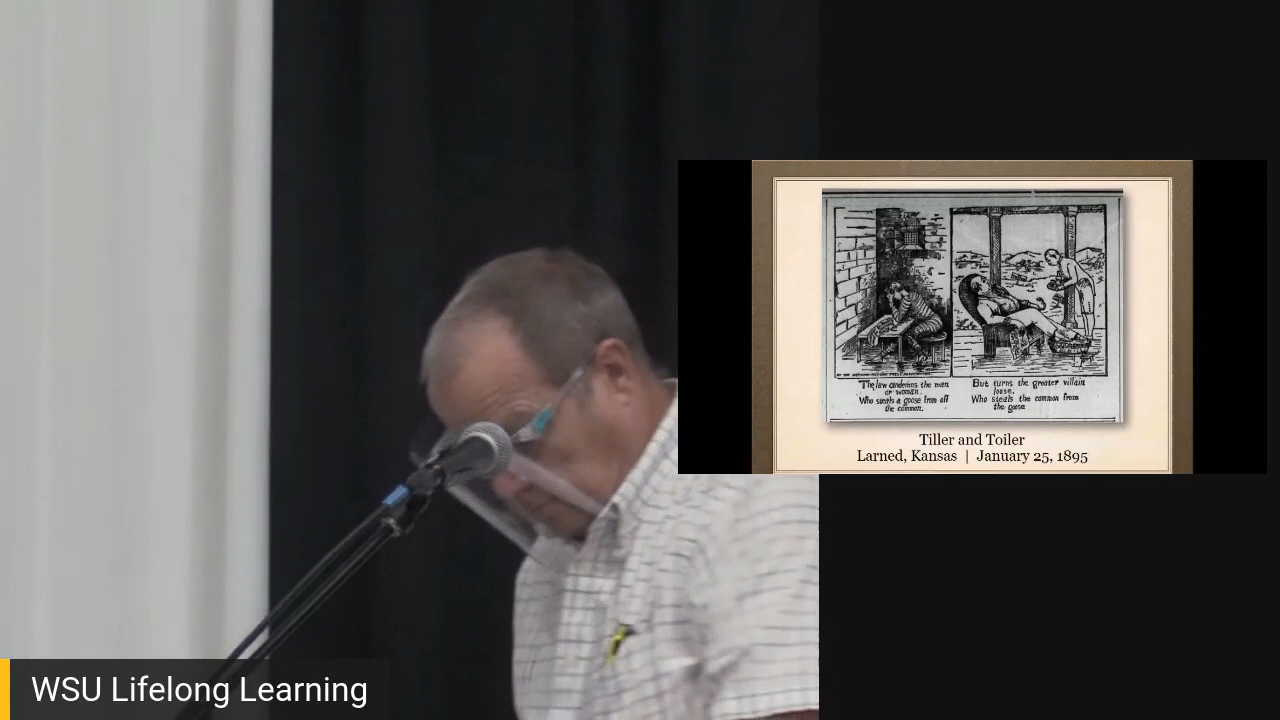 The law condemns the man
or woman,
Who steals a goose from off
the common.
But turns the greater villain
loose,
Who steals the common from
the goose
Tiller and Toiler
Larned, Kansas | January 25, 1895
WSU Lifelong Learning